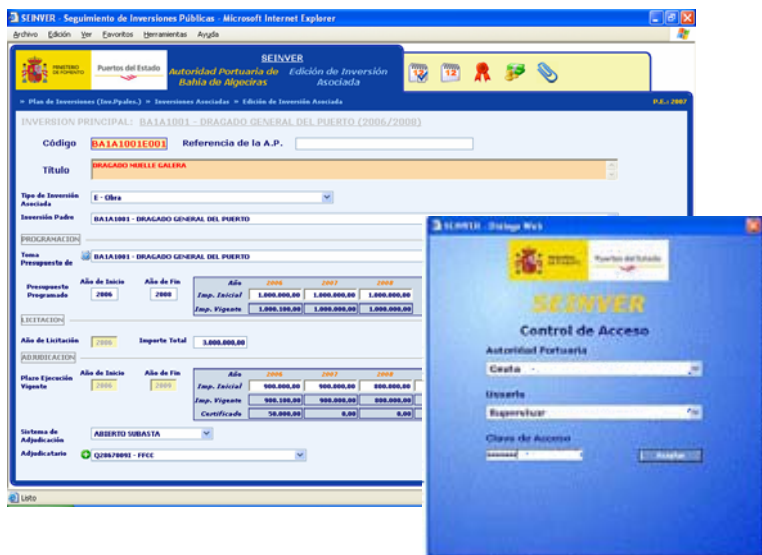 SEINVER - Seguimiento de Inversiones Públicas - Microsoft Internet Explorer
Archivo Edición Ver Favoritos Herramientas Ayuda
MINISTERIO DE FOMENTO
Puertos del Estado
SEINVER
Autoridad Portuaria de Bahía de Algeciras
Edición de Inversión Asociada
» Plan de Inversiones (Inv.Ppales.) » Inversiones Asociadas » Edición de Inversión Asociada
P.E.: 2007
INVERSION PRINCIPAL: BA1A1001 - DRAGADO GENERAL DEL PUERTO (2006/2008)
Código BA1A1001E001 Referencia de la A.P.
Título DRAGADO MUELLE GALERA
Tipo de Inversión Asociada E - Obra
Inversión Padre BA1A1001 - DRAGADO GENERAL DEL PUERTO
PROGRAMACION
Toma Presupuesto de BA1A1001 - DRAGADO GENERAL DEL PUERTO
Presupuesto Programado
Año de Inicio Año de Fin
2006 2008
Año 2006 2007 2008
Imp. Inicial 1.000.000,00 1.000.000,00 1.000.000,00
Imp. Vigente 1.000.100,00 1.000.000,00 1.000.000,00
LICITACION
Año de Licitación 2006 Importe Total 3.000.000,00
ADJUDICACION
Plazo Ejecución Vigente
Año de Inicio Año de Fin
2006 2008
Año 2006 2007 2008
Imp. Inicial 900.000,00 900.000,00 800.000,00
Imp. Vigente 900.100,00 900.000,00 800.000,00
Certificado 50.000,00 0,00 0,00
Sistema de Adjudicación ABIERTO SUBASTA
Adjudicatario Q2867009I - FFCC
Listo
SEINVER - Diálogo Web
Puertos del Estado
SEINVER
Control de Acceso
Autoridad Portuaria
Ceuta
Usuario
Supervisor
Clave de Acceso
Aceptar